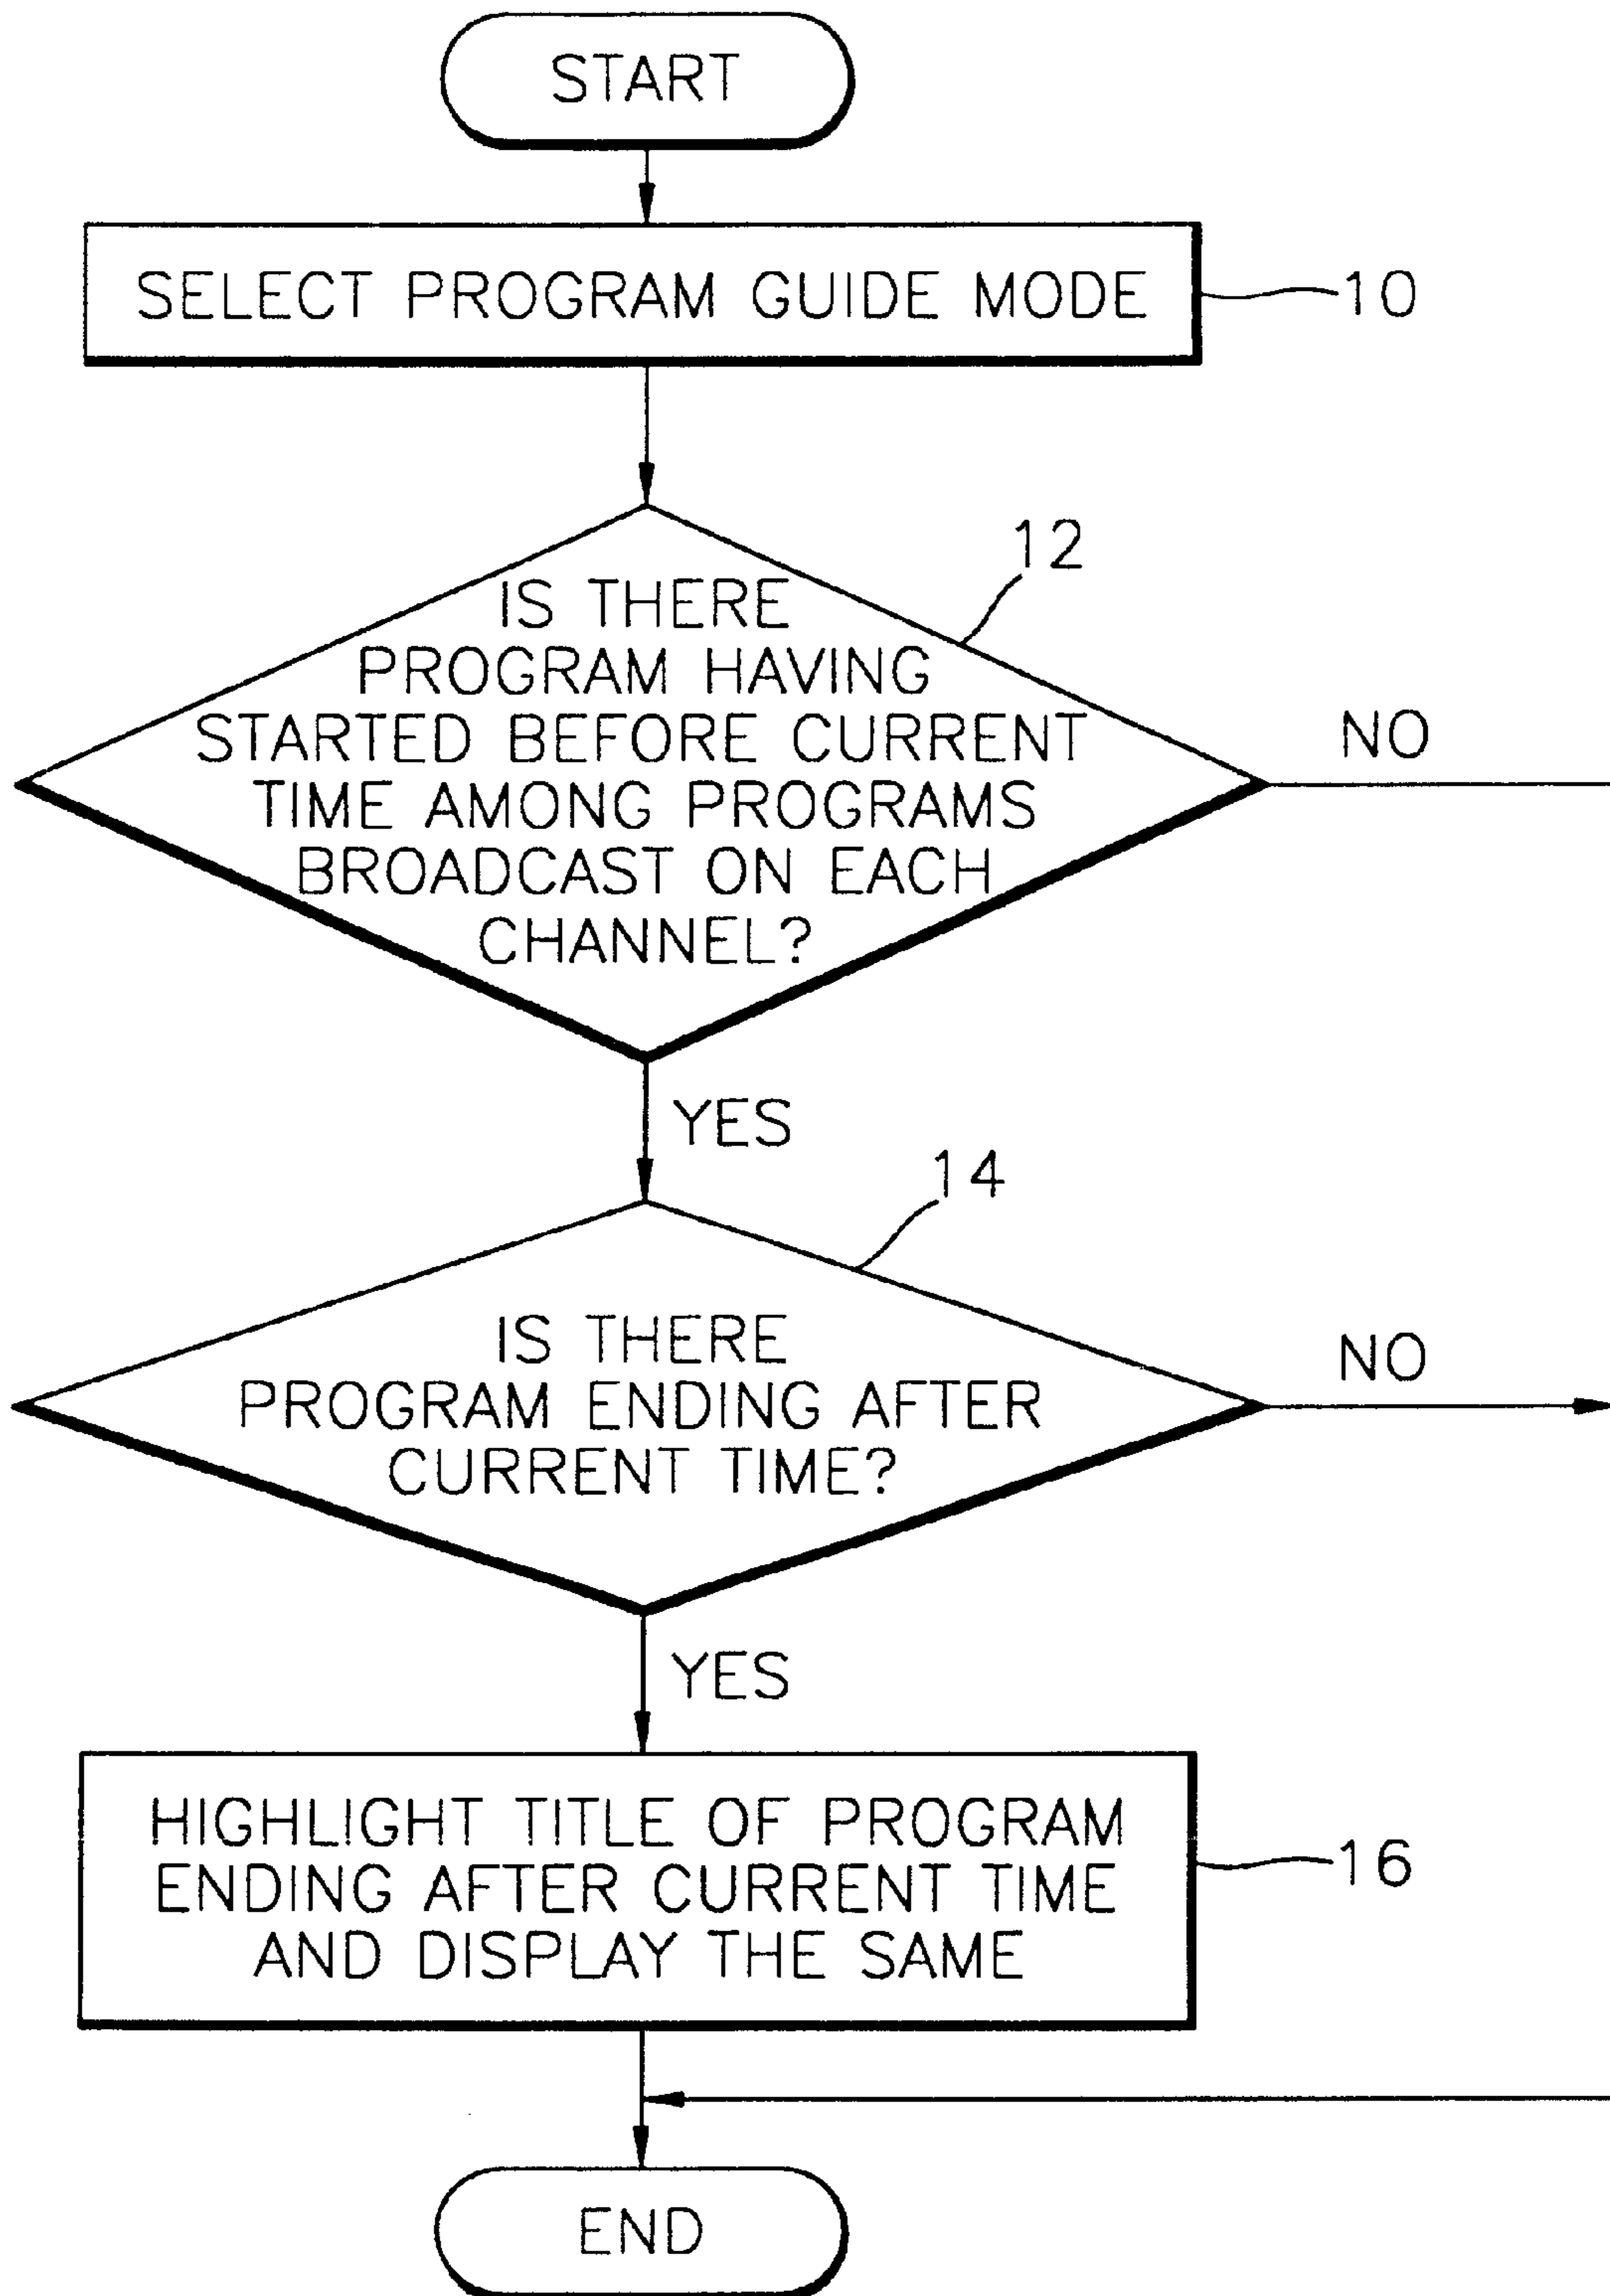 START
SELECT PROGRAM GUIDE MODE
10
12
IS THERE
PROGRAM HAVING
STARTED BEFORE CURRENT
TIME AMONG PROGRAMS
BROADCAST ON EACH
CHANNEL?
NO
YES
14
IS THERE
PROGRAM ENDING AFTER
CURRENT TIME?
NO
YES
HIGHLIGHT TITLE OF PROGRAM
ENDING AFTER CURRENT TIME
AND DISPLAY THE SAME
16
END